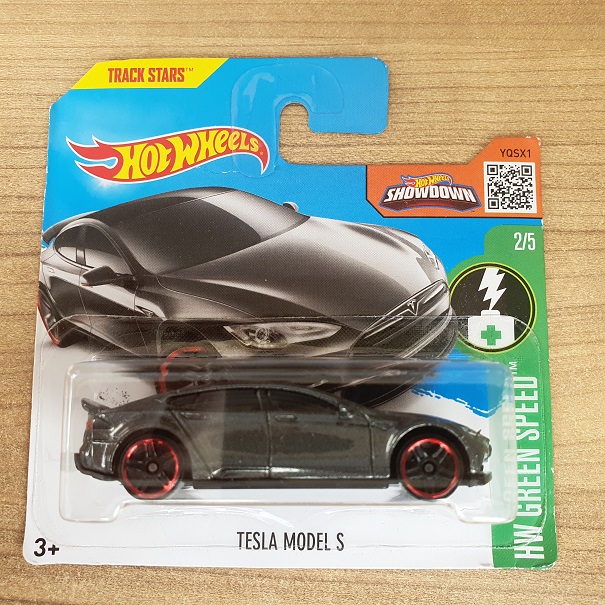 TRACK STARS™
HOT WHEELS
YQSX1
HOT WHEELS
SHOWDOWN
2/5
HW GREEN SPEED™
TESLA MODEL S
3+